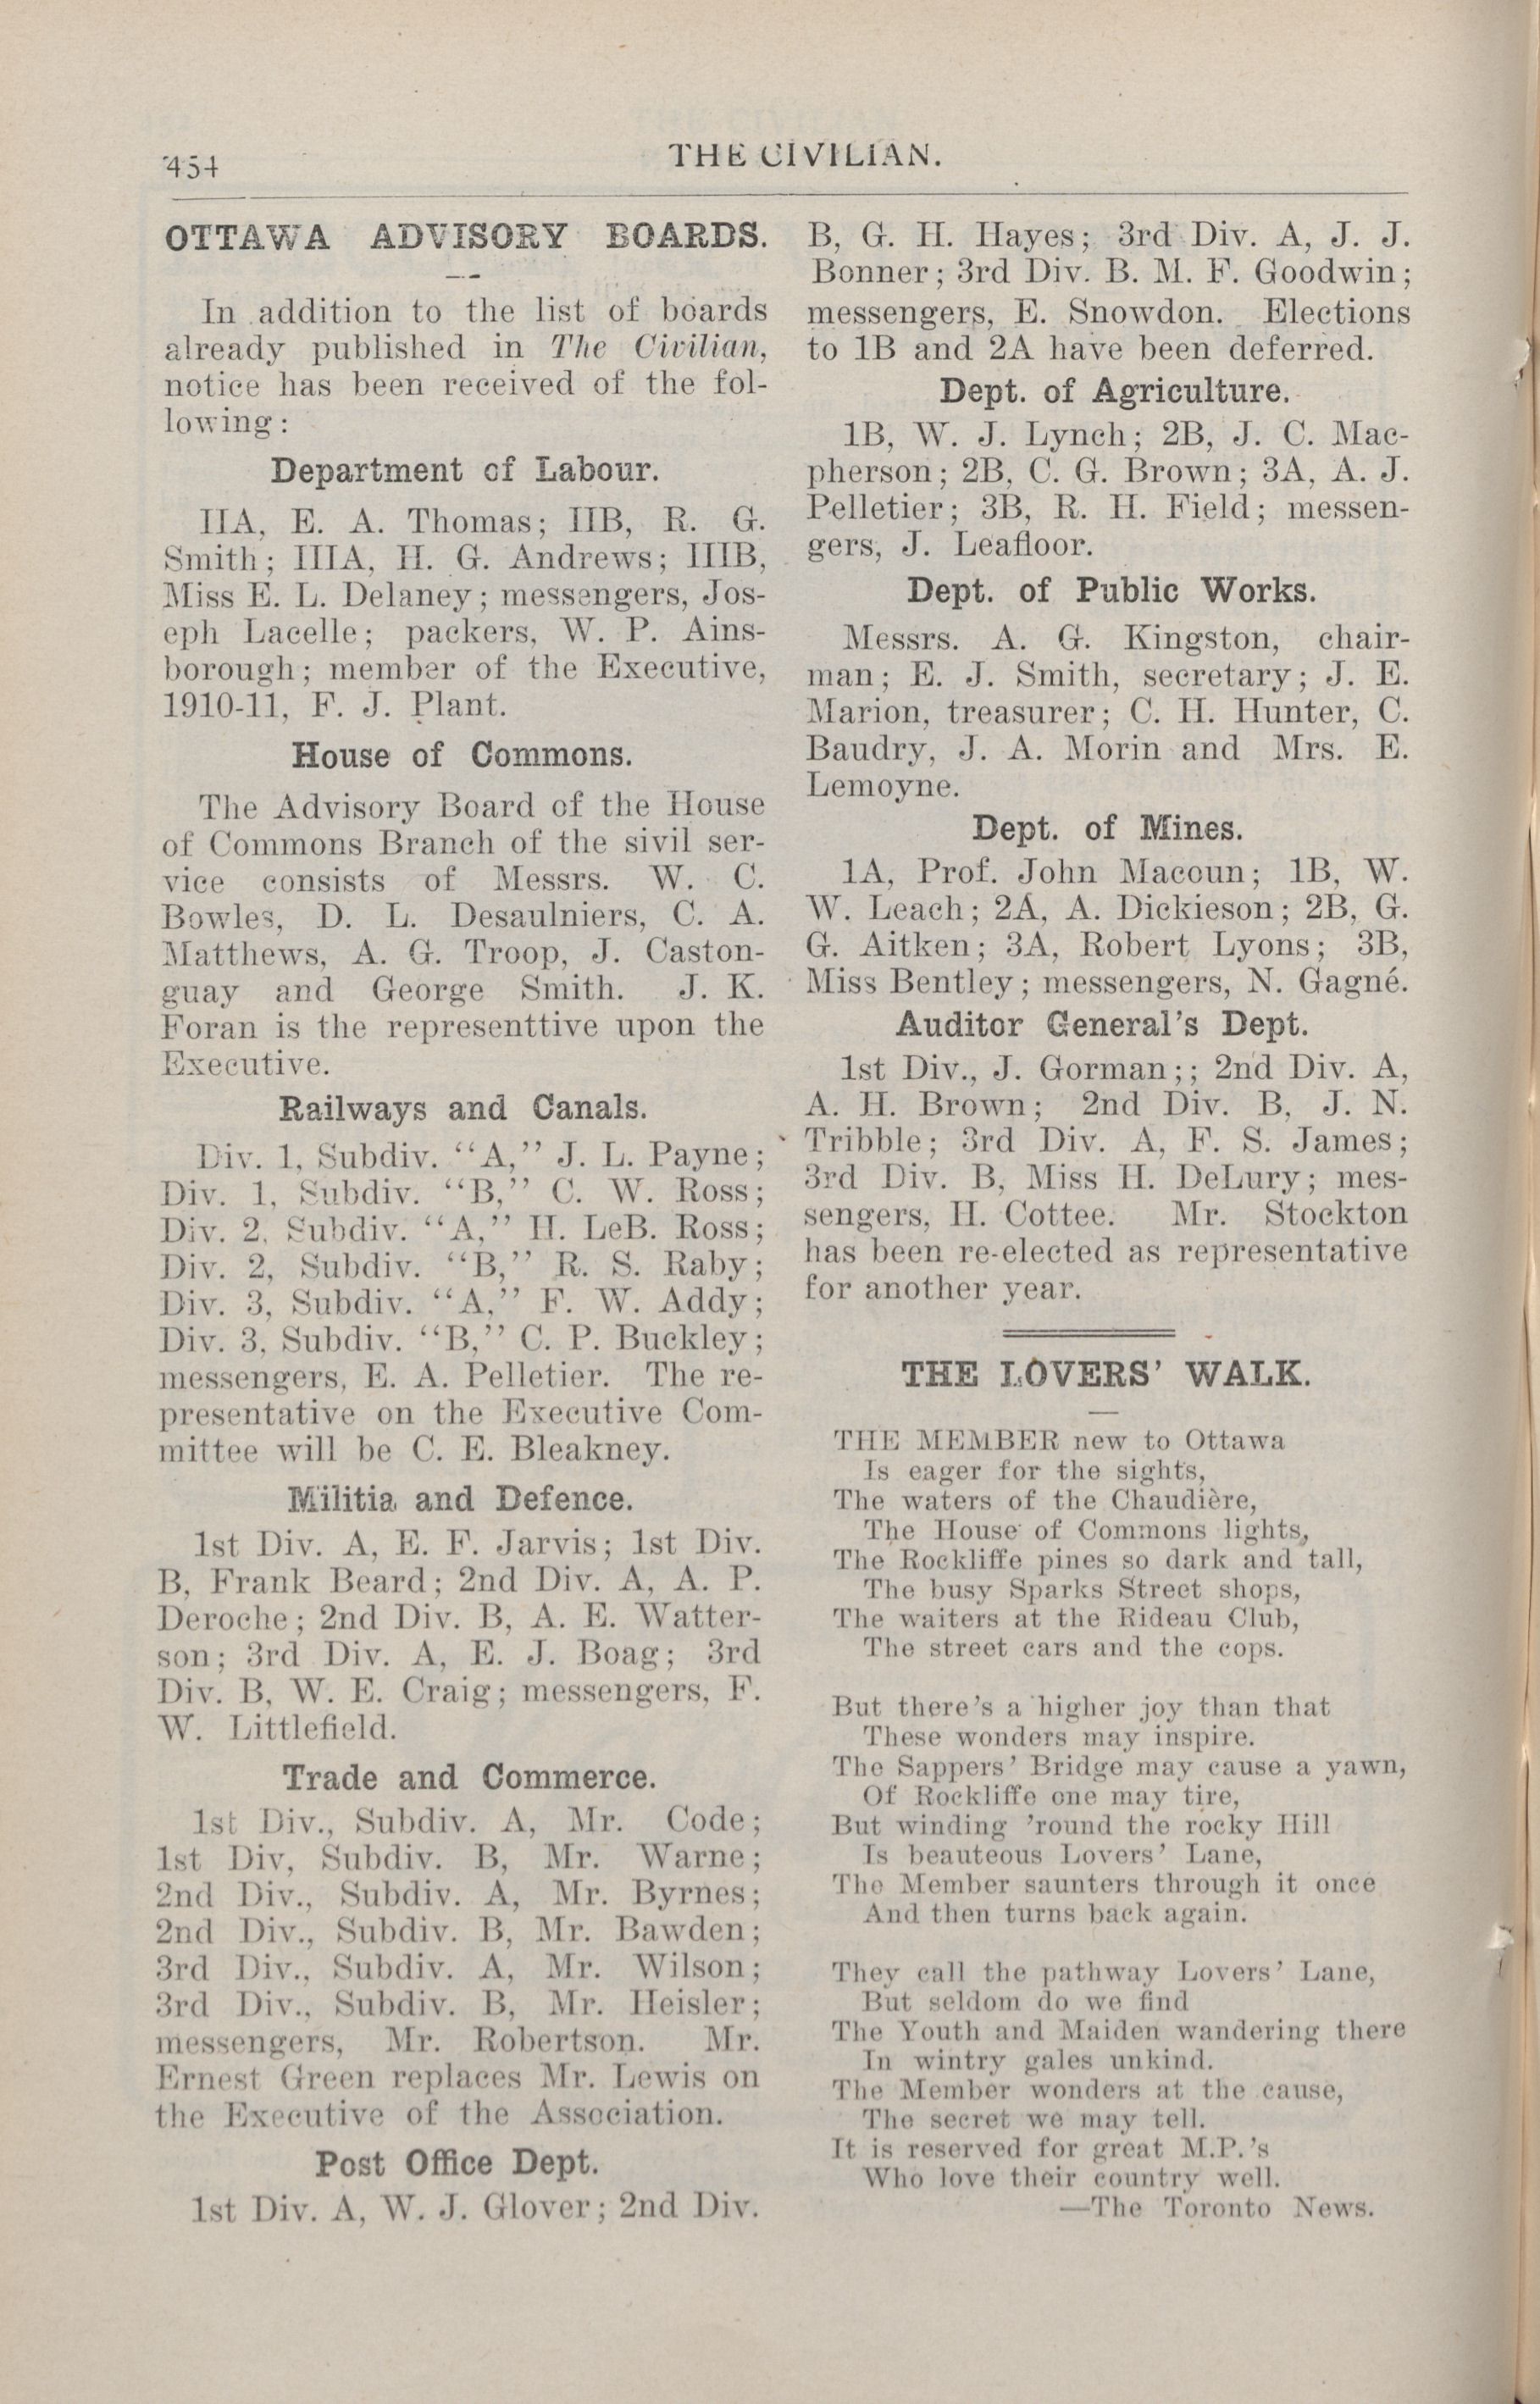 454
THE CIVILIAN.
OTTAWA ADVISORY BOARDS.
In addition to the list of boards
already published in The Civilian,
notice has been received of the fol-
lowing:
Department of Labour.
IIA, E. A. Thomas; IIB, R. G.
Smith; IIIA, H. G. Andrews; IIIB,
Miss E. L. Delaney; messengers, Jos-
eph Lacelle; packers, W. P. Ains-
borough; member of the Executive,
1910-11, F. J. Plant.
House of Commons.
The Advisory Board of the House
of Commons Branch of the sivil ser-
vice consists of Messrs. W. C.
Bowles, D. L. Desaulniers, C. A.
Matthews, A. G. Troop, J. Caston-
guay and George Smith. J. K.
Foran is the representtive upon the
Executive.
Railways and Canals.
Div. 1, Subdiv. "A," J. L. Payne;
Div. 1, Subdiv. "B," C. W. Ross;
Div. 2, Subdiv. "A," H. LeB. Ross;
Div. 2, Subdiv. "B," R. S. Raby;
Div. 3, Subdiv. "A," F. W. Addy;
Div. 3, Subdiv. "B," C. P. Buckley;
messengers, E. A. Pelletier. The re-
presentative on the Executive Com-
mittee will be C. E. Bleakney.
Militia and Defence.
1st Div. A, E. F. Jarvis; 1st Div.
B, Frank Beard; 2nd Div. A, A. P.
Deroche; 2nd Div. B, A. E. Watter-
son; 3rd Div. A, E. J. Boag; 3rd
Div. B, W. E. Craig; messengers, F.
W. Littlefield.
Trade and Commerce.
1st Div., Subdiv. A, Mr. Code;
1st Div, Subdiv. B, Mr. Warne;
2nd Div., Subdiv. A, Mr. Byrnes;
2nd Div., Subdiv. B, Mr. Bawden;
3rd Div., Subdiv. A, Mr. Wilson;
3rd Div., Subdiv. B, Mr. Heisler;
messengers, Mr. Robertson. Mr.
Ernest Green replaces Mr. Lewis on
the Executive of the Association.
Post Office Dept.
1st Div. A, W. J. Glover; 2nd Div.
B, G. H. Hayes; 3rd Div. A, J. J.
Bonner; 3rd Div. B. M. F. Goodwin;
messengers, E. Snowdon. Elections
to 1B and 2A have been deferred.
Dept. of Agriculture.
1B, W. J. Lynch; 2B, J. C. Mac-
pherson; 2B, C. G. Brown; 3A, A. J.
Pelletier; 3B, R. H. Field; messen-
gers, J. Leafloor.
Dept. of Public Works.
Messrs. A. G. Kingston, chair-
man; E. J. Smith, secretary; J. E.
Marion, treasurer; C. H. Hunter, C.
Baudry, J. A. Morin and Mrs. E.
Lemoyne.
Dept. of Mines.
1A, Prof. John Macoun; 1B, W.
W. Leach; 2A, A. Dickieson; 2B, G.
G. Aitken; 3A, Robert Lyons; 3B,
Miss Bentley; messengers, N. Gagné.
Auditor General's Dept.
1st Div., J. Gorman;; 2nd Div. A,
A. H. Brown; 2nd Div. B, J. N.
Tribble; 3rd Div. A, F. S. James;
3rd Div. B, Miss H. DeLury; mes-
sengers, H. Cottee. Mr. Stockton
has been re-elected as representative
for another year.
THE LOVERS' WALK.
THE MEMBER new to Ottawa
Is eager for the sights,
The waters of the Chaudière,
The House of Commons lights,
The Rockliffe pines so dark and tall,
The busy Sparks Street shops,
The waiters at the Rideau Club,
The street cars and the cops.
But there's a higher joy than that
These wonders may inspire.
The Sappers' Bridge may cause a yawn,
Of Rockliffe one may tire,
But winding 'round the rocky Hill
Is beauteous Lovers' Lane,
The Member saunters through it once
And then turns back again.
They call the pathway Lovers' Lane,
But seldom do we find
The Youth and Maiden wandering there
In wintry gales unkind.
The Member wonders at the cause,
The secret we may tell.
It is reserved for great M.P.'s
Who love their country well.
—The Toronto News.